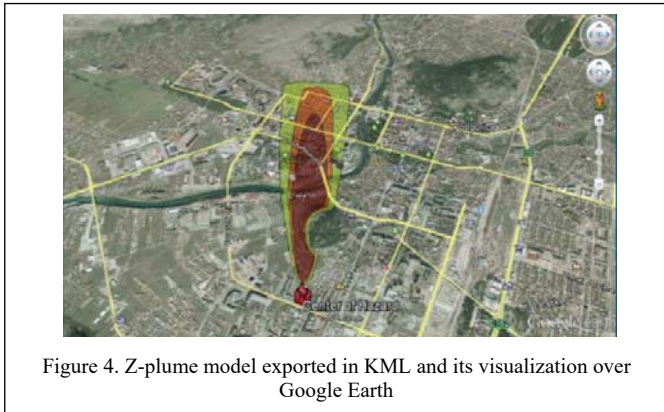 Center of Hazard
Figure 4. Z-plume model exported in KML and its visualization over
Google Earth